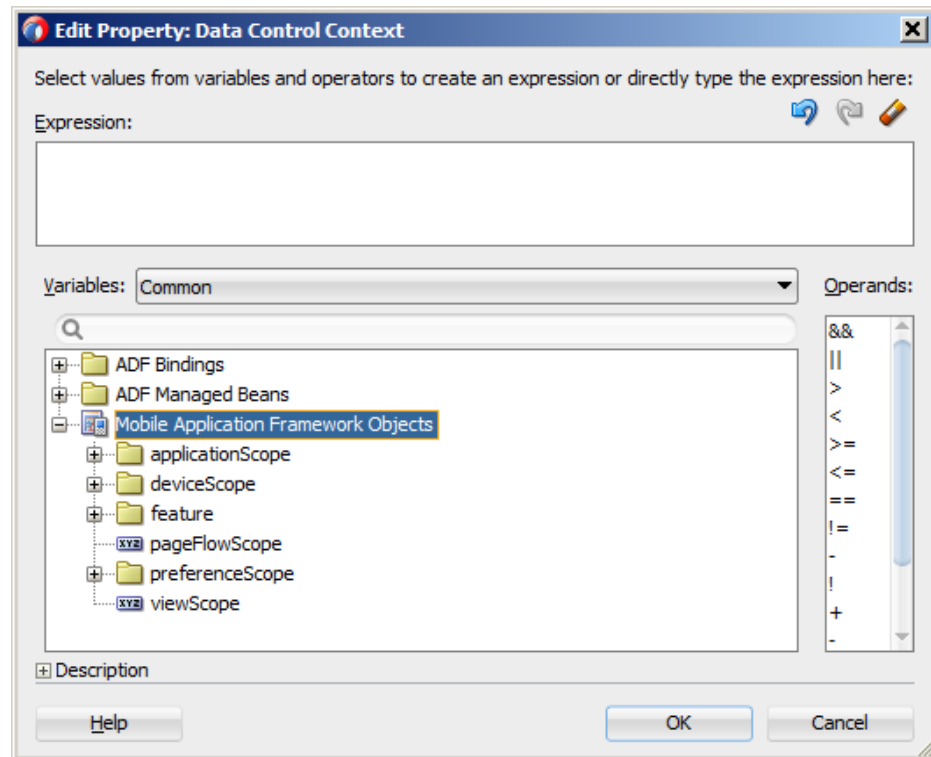 Edit Property: Data Control Context
Select values from variables and operators to create an expression or directly type the expression here:
Expression:
Variables: Common
Operands:
ADF Bindings
ADF Managed Beans
Mobile Application Framework Objects
applicationScope
deviceScope
feature
xyz pageFlowScope
preferenceScope
xyz viewScope
&&
||
>
<
>=
<=
==
!=
-
!
+
-
Description
Help
OK
Cancel